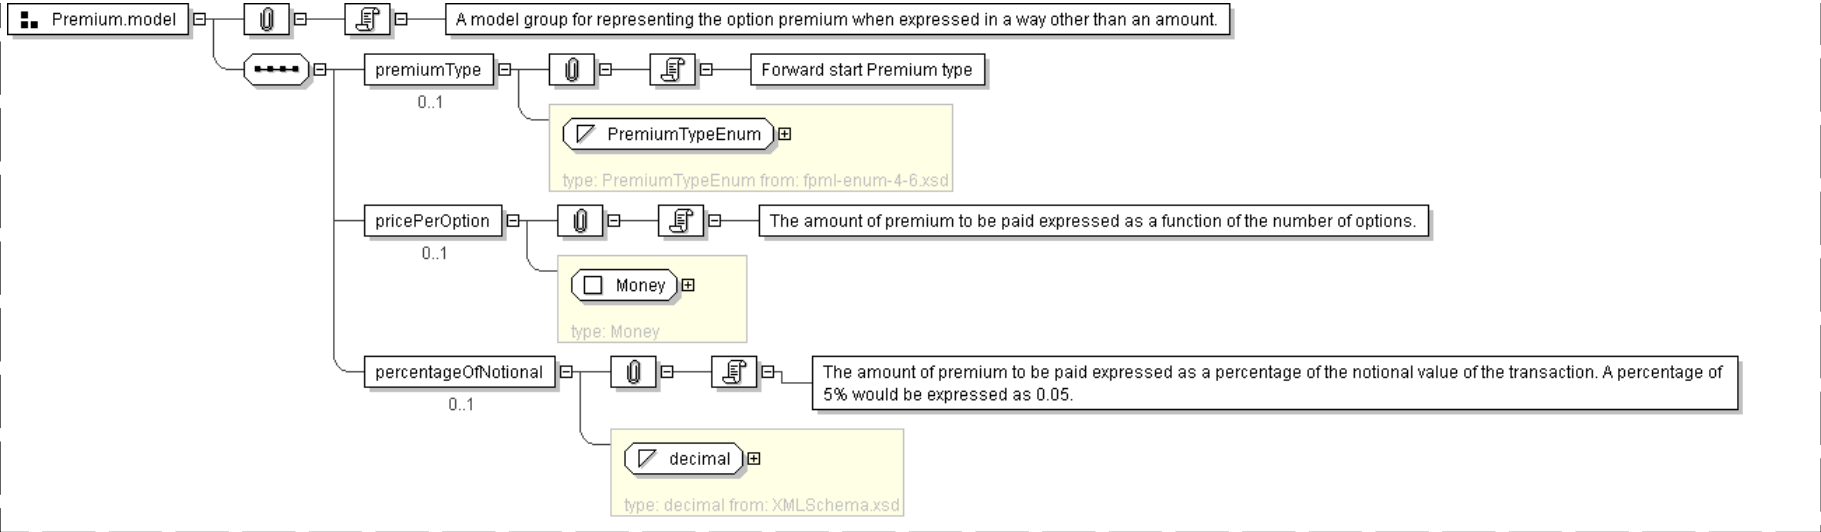 Premium.model
A model group for representing the option premium when expressed in a way other than an amount.
premiumType
Forward start Premium type
0..1
PremiumTypeEnum
type: PremiumTypeEnum from: fpml-enum-4-6.xsd
pricePerOption
The amount of premium to be paid expressed as a function of the number of options.
0..1
Money
type: Money
percentageOfNotional
The amount of premium to be paid expressed as a percentage of the notional value of the transaction. A percentage of
5% would be expressed as 0.05.
0..1
decimal
type: decimal from: XMLSchema.xsd